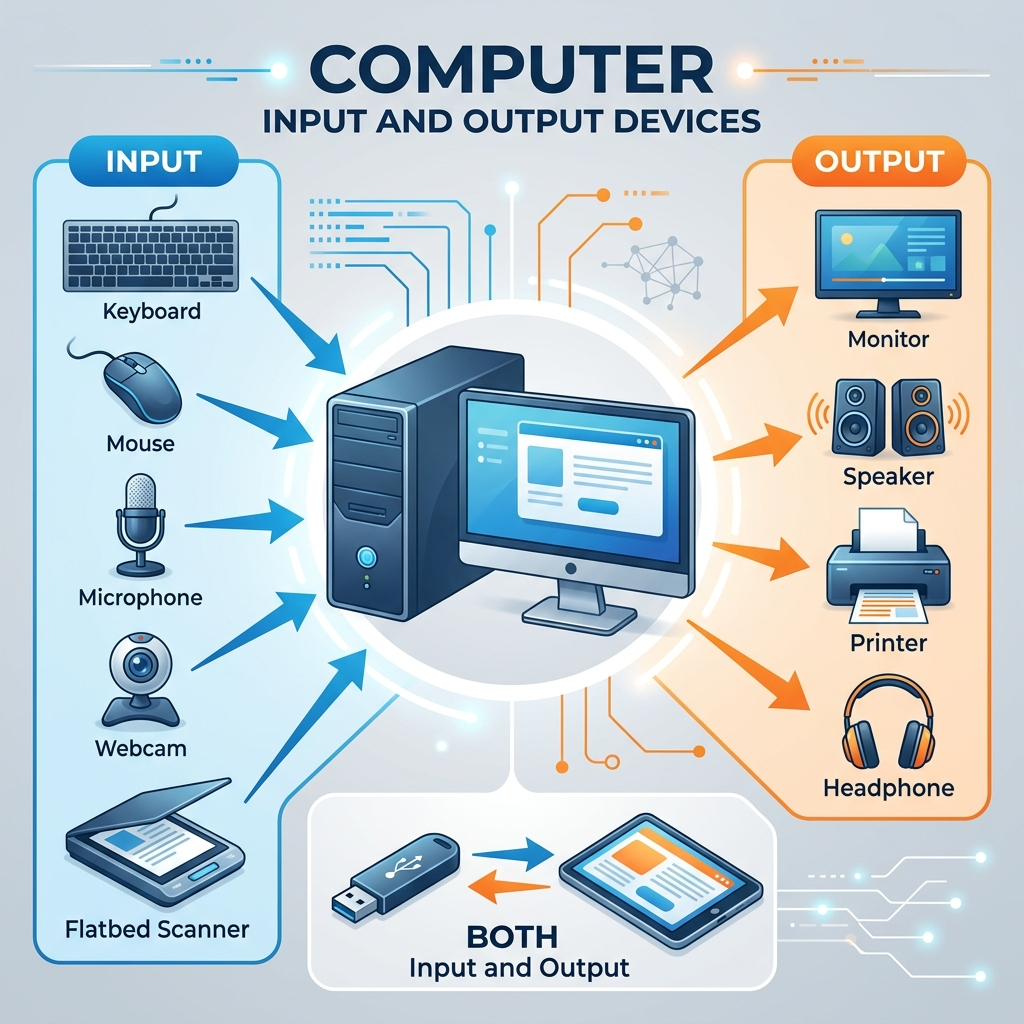 COMPUTER
INPUT AND OUTPUT DEVICES
INPUT
Keyboard
Mouse
Microphone
Webcam
Flatbed Scanner
OUTPUT
Monitor
Speaker
Printer
Headphone
BOTH
Input and Output